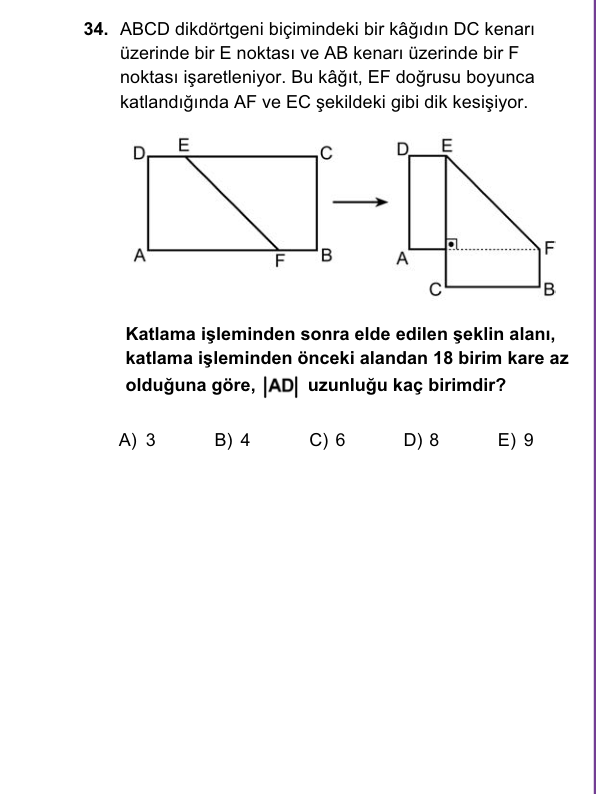 34. ABCD dikdörtgeni biçimindeki bir kâğıdın DC kenarı
üzerinde bir E noktası ve AB kenarı üzerinde bir F
noktası işaretleniyor. Bu kâğıt, EF doğrusu boyunca
katlandığında AF ve EC şekildeki gibi dik kesişiyor.
D E C D E
A F B A F
C B
Katlama işleminden sonra elde edilen şeklin alanı,
katlama işleminden önceki alandan 18 birim kare az
olduğuna göre, |AD| uzunluğu kaç birimdir?
A) 3 B) 4 C) 6 D) 8 E) 9